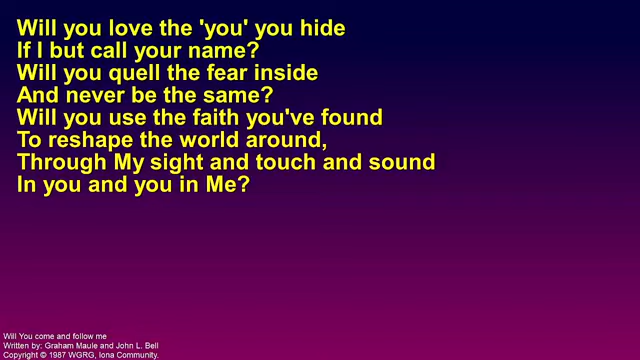 Will you love the 'you' you hide
If I but call your name?
Will you quell the fear inside
And never be the same?
Will you use the faith you've found
To reshape the world around,
Through My sight and touch and sound
In you and you in Me?
Will You come and follow me
Written by: Graham Maule and John L. Bell
Copyright © 1987 WGRG, Iona Community.